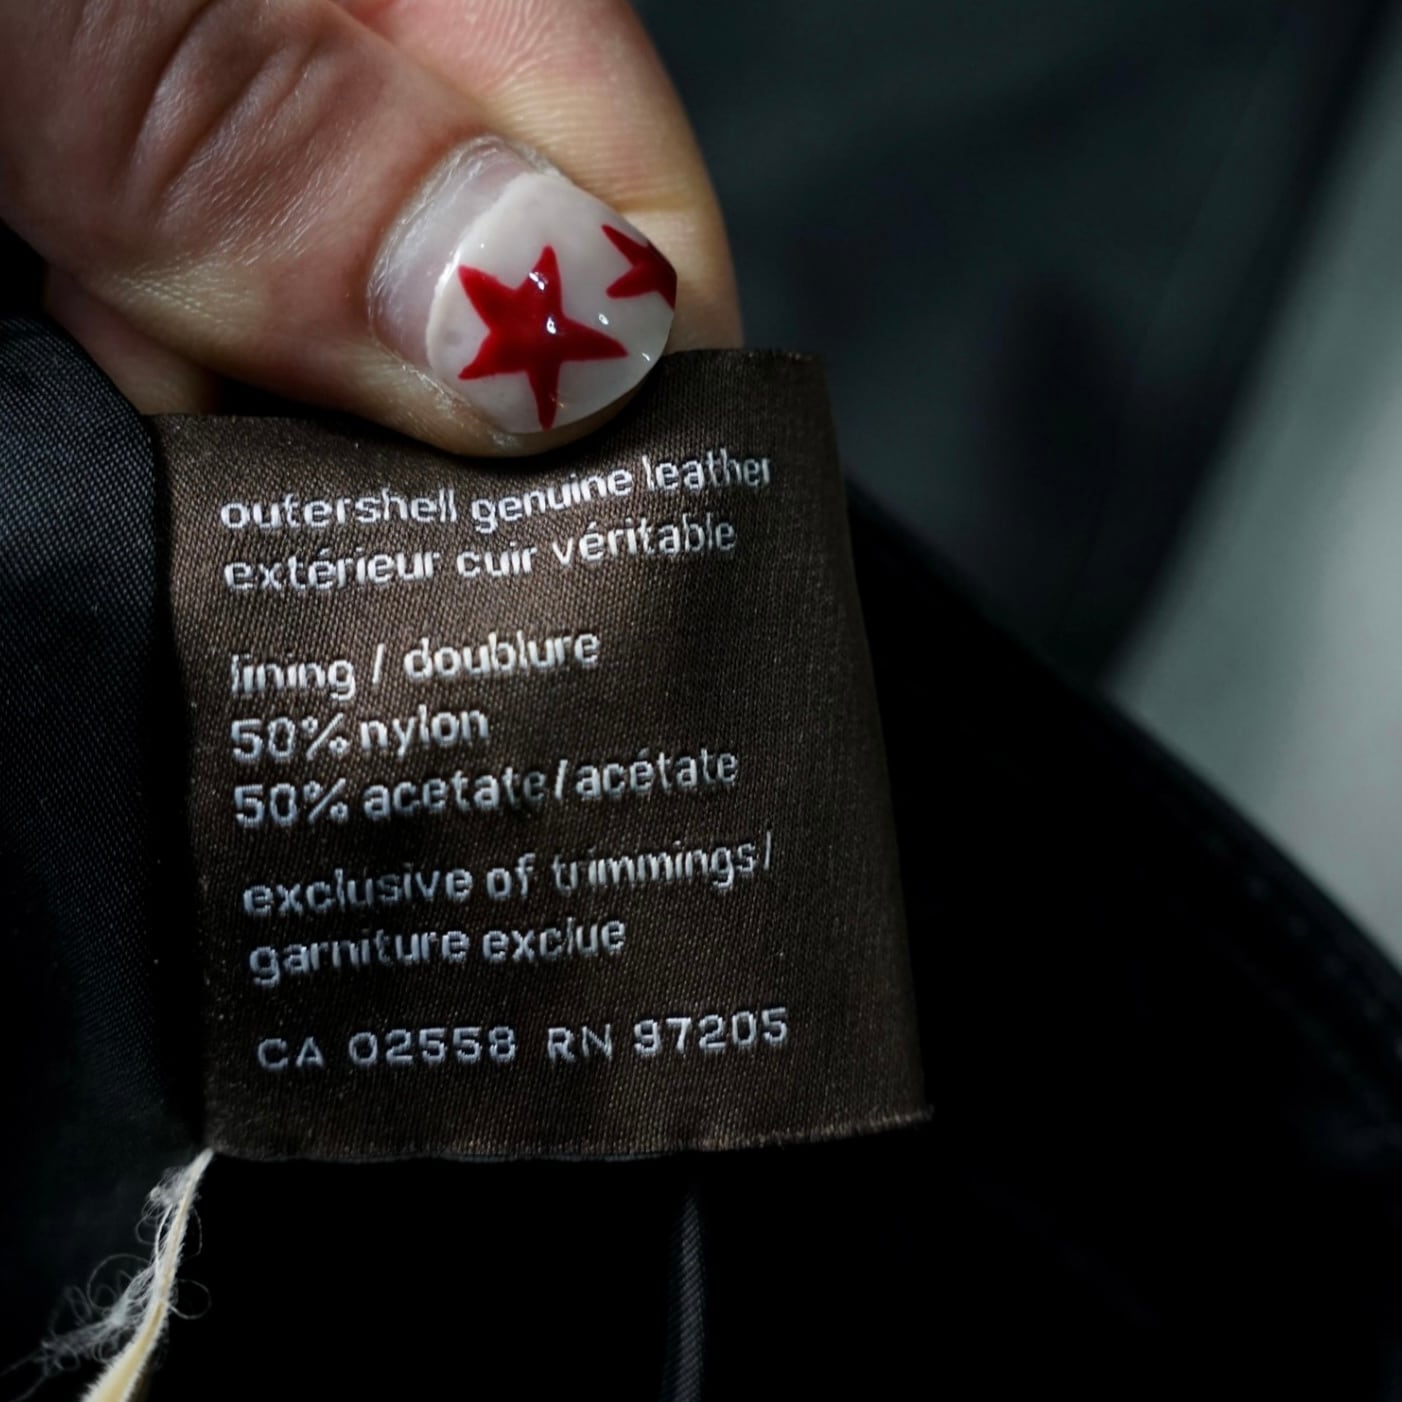 outershell genuine leather
extérieur cuir véritable
lining / doublure
50% nylon
50% acetate/acétate
exclusive of trimmings/
garniture exclue
CA 02558 RN 97205